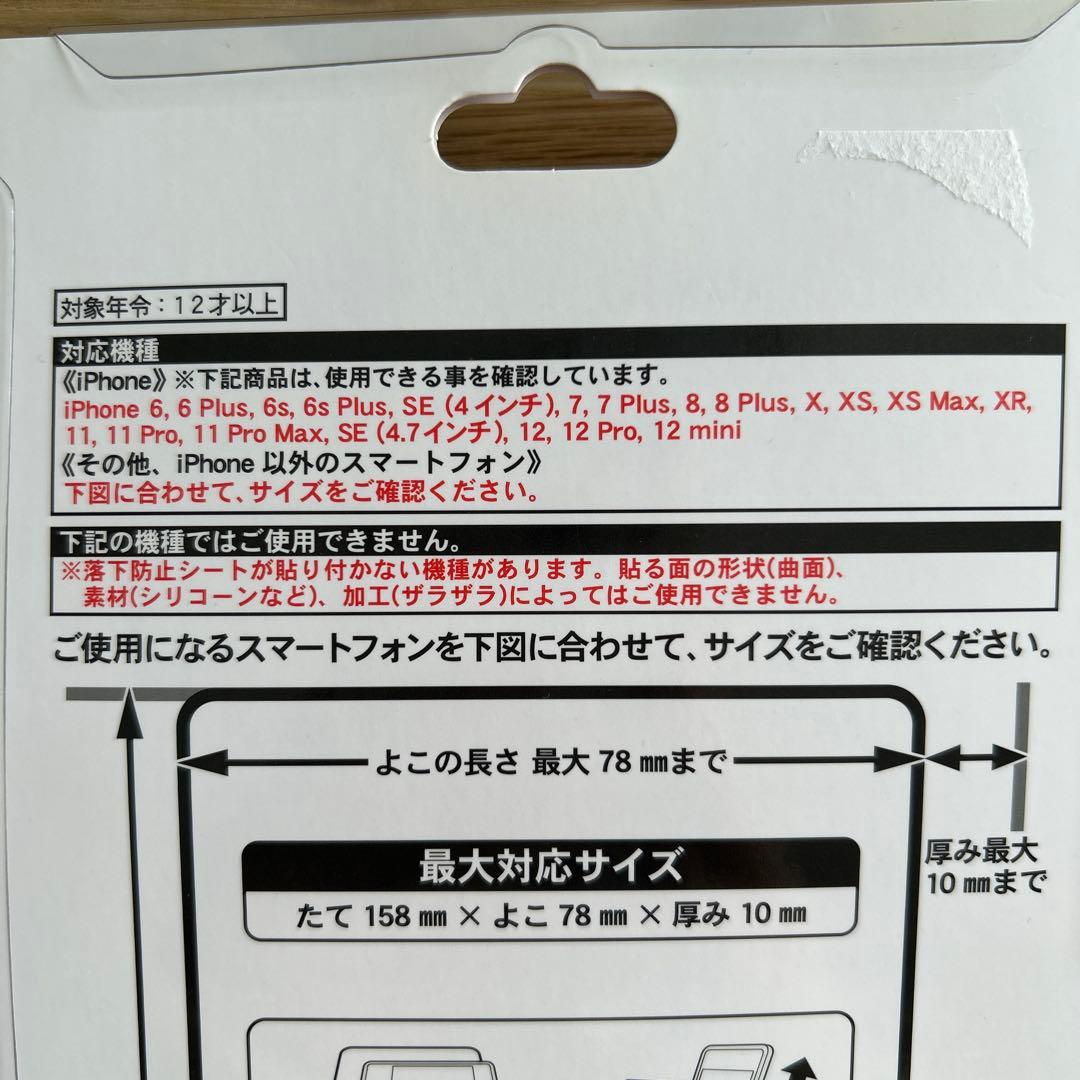 対象年令：12才以上
対応機種
《iPhone》※下記商品は、使用できる事を確認しています。
iPhone 6, 6 Plus, 6s, 6s Plus, SE (4インチ), 7, 7 Plus, 8, 8 Plus, X, XS, XS Max, XR,
11, 11 Pro, 11 Pro Max, SE (4.7インチ), 12, 12 Pro, 12 mini
《その他、iPhone 以外のスマートフォン》
下図に合わせて、サイズをご確認ください。
下記の機種ではご使用できません。
※落下防止シートが貼り付かない機種があります。貼る面の形状(曲面)、
素材(シリコーンなど)、加工(ザラザラ)によってはご使用できません。
ご使用になるスマートフォンを下図に合わせて、サイズをご確認ください。
よこの長さ 最大 78 ㎜まで
厚み最大
10 ㎜まで
最大対応サイズ
たて 158 ㎜ × よこ 78 ㎜ × 厚み 10 ㎜